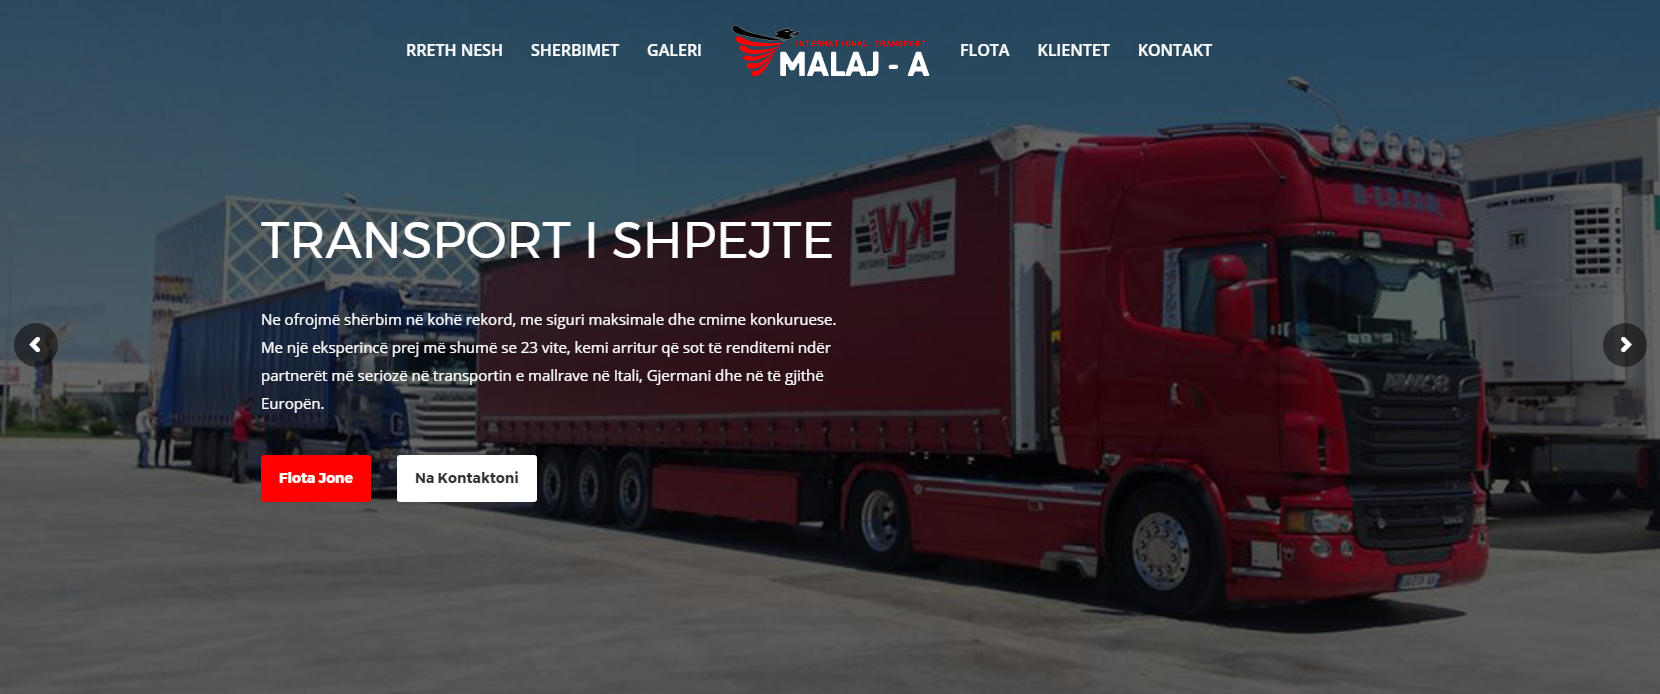 RRETH NESH SHERBIMET GALERI
INTERNATIONAL TRANSPORT
MALAJ - A
FLOTA KLIENTET KONTAKT
TRANSPORT I SHPEJTE
Ne ofrojmë shërbim në kohë rekord, me siguri maksimale dhe cmime konkuruese.
Me një eksperincë prej më shumë se 23 vite, kemi arritur që sot të renditemi ndër
partnerët më seriozë në transportin e mallrave në Itali, Gjermani dhe në të gjithë
Europën.
Flota Jone
Na Kontaktoni
THERMO KING
SCANIA